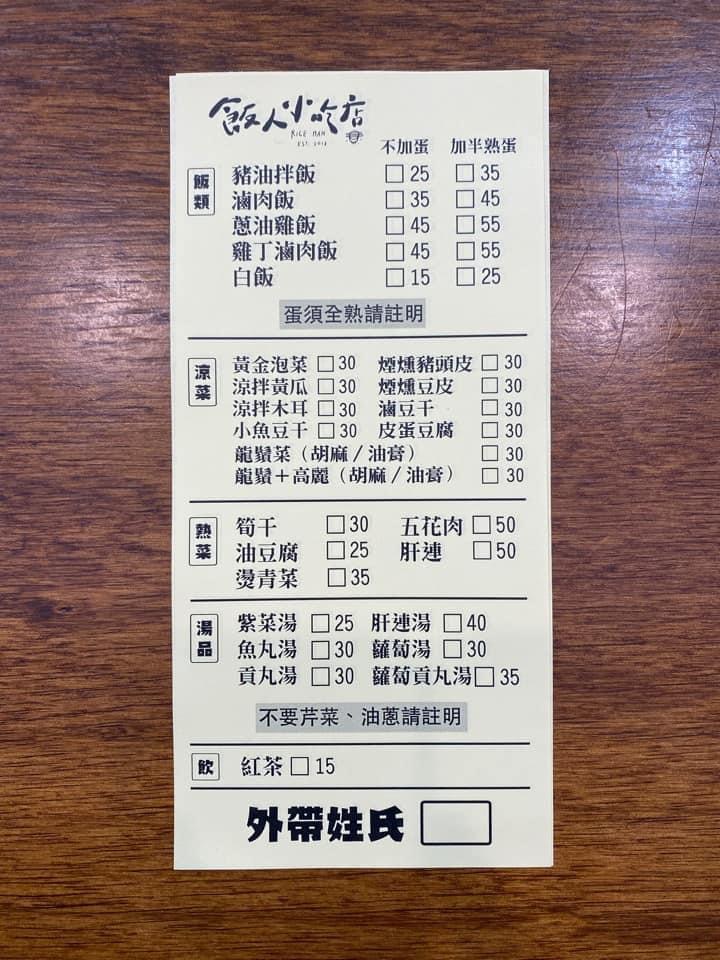 飯人小吃店
RICE MAN
EST. 2018
不加蛋 加半熟蛋
飯類
豬油拌飯 □ 25 □ 35
滷肉飯 □ 35 □ 45
蔥油雞飯 □ 45 □ 55
雞丁滷肉飯 □ 45 □ 55
白飯 □ 15 □ 25
蛋須全熟請註明
涼菜
黃金泡菜 □ 30 煙燻豬頭皮 □ 30
涼拌黃瓜 □ 30 煙燻豆皮 □ 30
涼拌木耳 □ 30 滷豆干 □ 30
小魚豆干 □ 30 皮蛋豆腐 □ 30
龍鬚菜（胡麻/油膏） □ 30
龍鬚+高麗（胡麻/油膏） □ 30
熱菜
筍干 □ 30 五花肉 □ 50
油豆腐 □ 25 肝連 □ 50
燙青菜 □ 35
湯品
紫菜湯 □ 25 肝連湯 □ 40
魚丸湯 □ 30 蘿蔔湯 □ 30
貢丸湯 □ 30 蘿蔔貢丸湯 □ 35
不要芹菜、油蔥請註明
飲
紅茶 □ 15
外帶姓氏